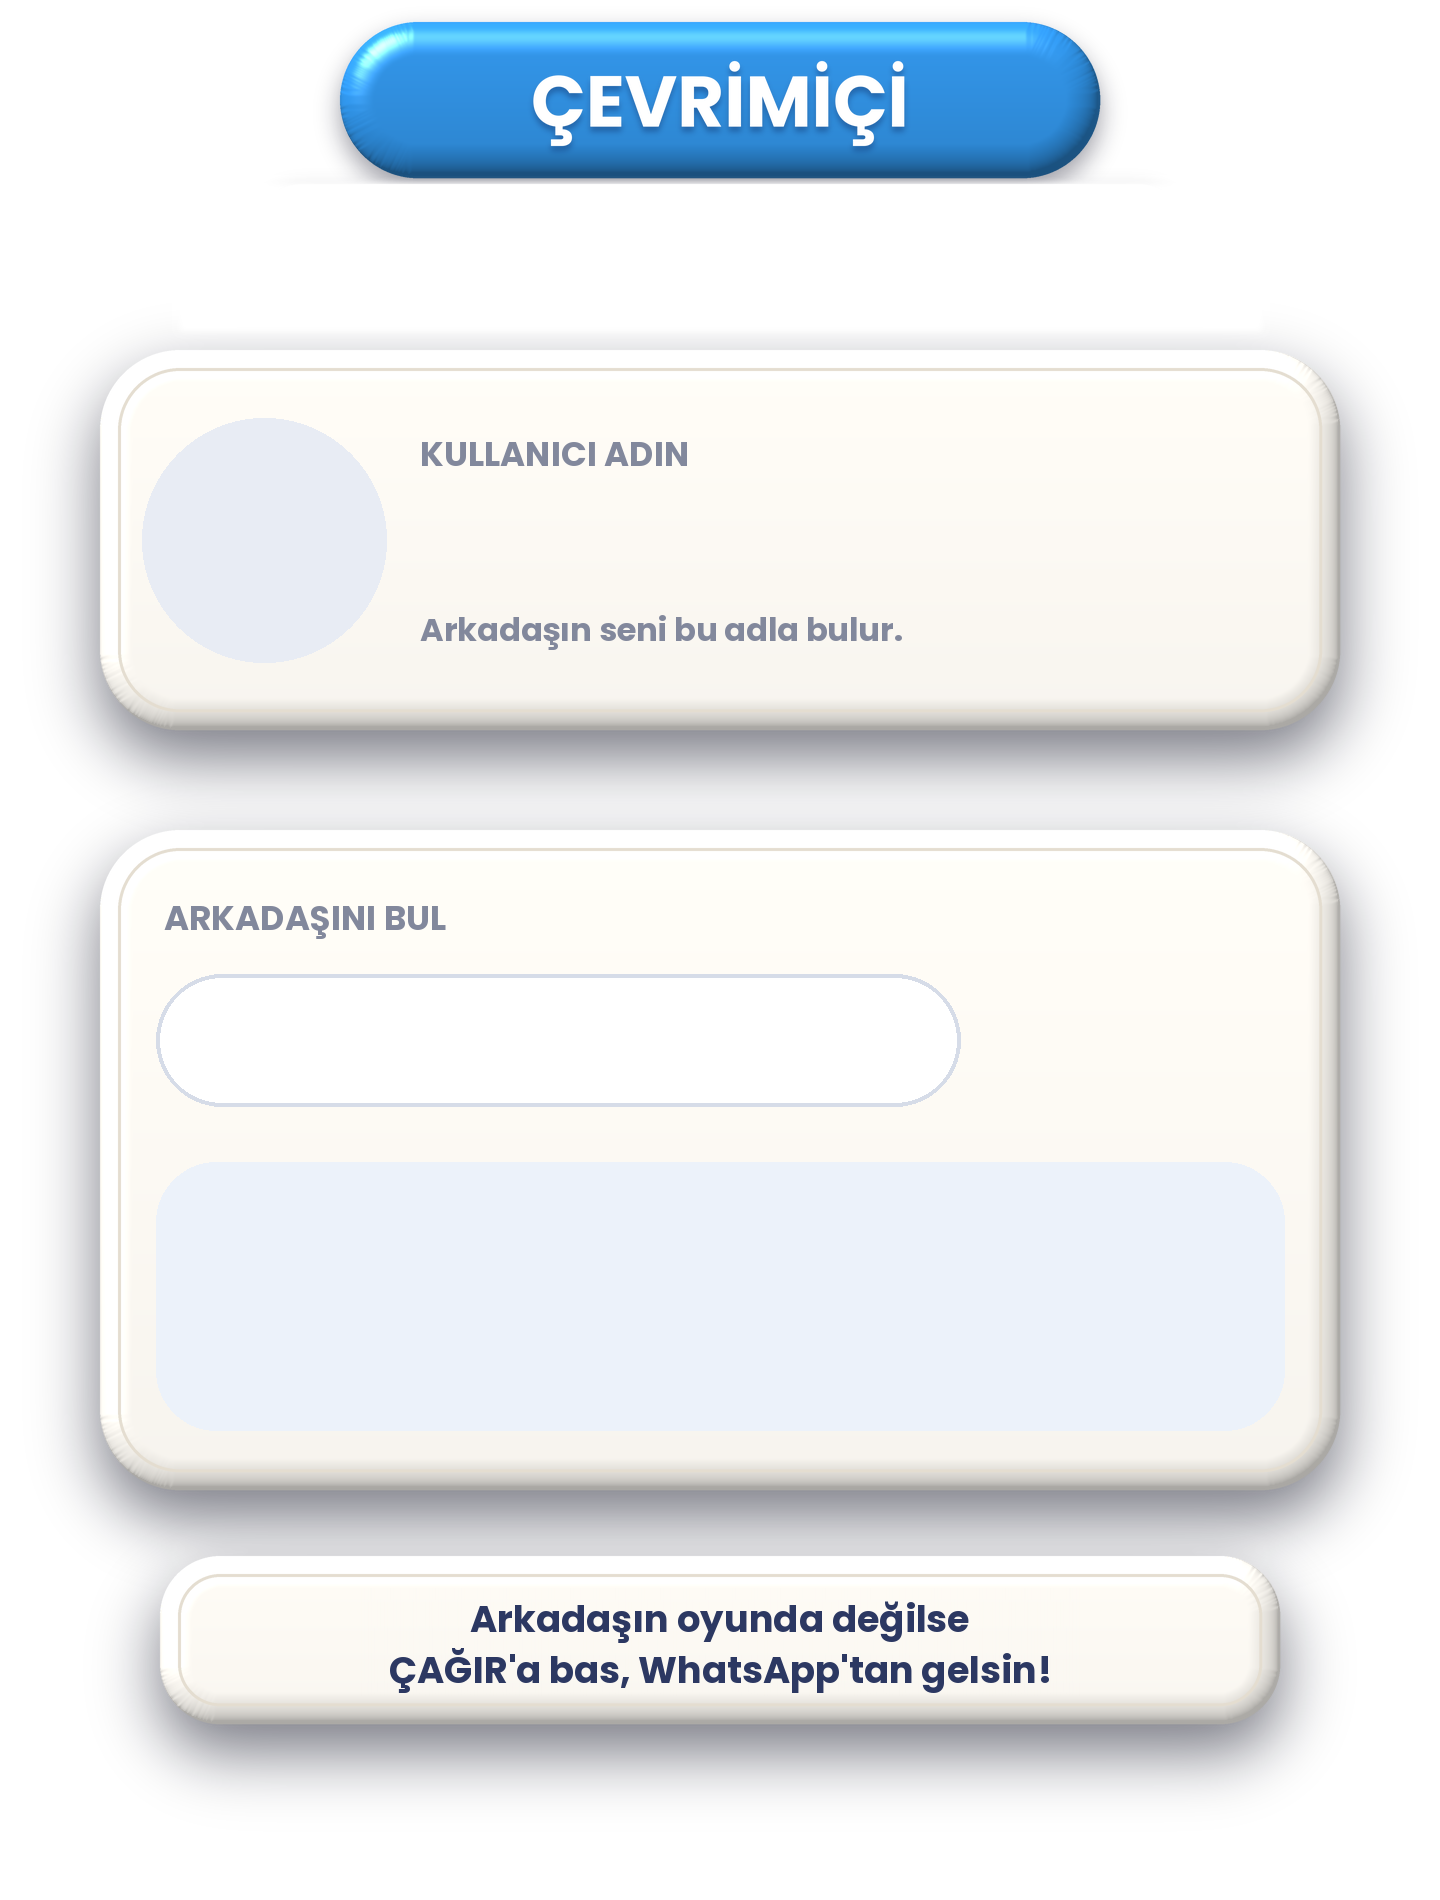 ÇEVRİMİÇİ
KULLANICI ADIN
Arkadaşın seni bu adla bulur.
ARKADAŞINI BUL
Arkadaşın oyunda değilse
ÇAĞIR'a bas, WhatsApp'tan gelsin!